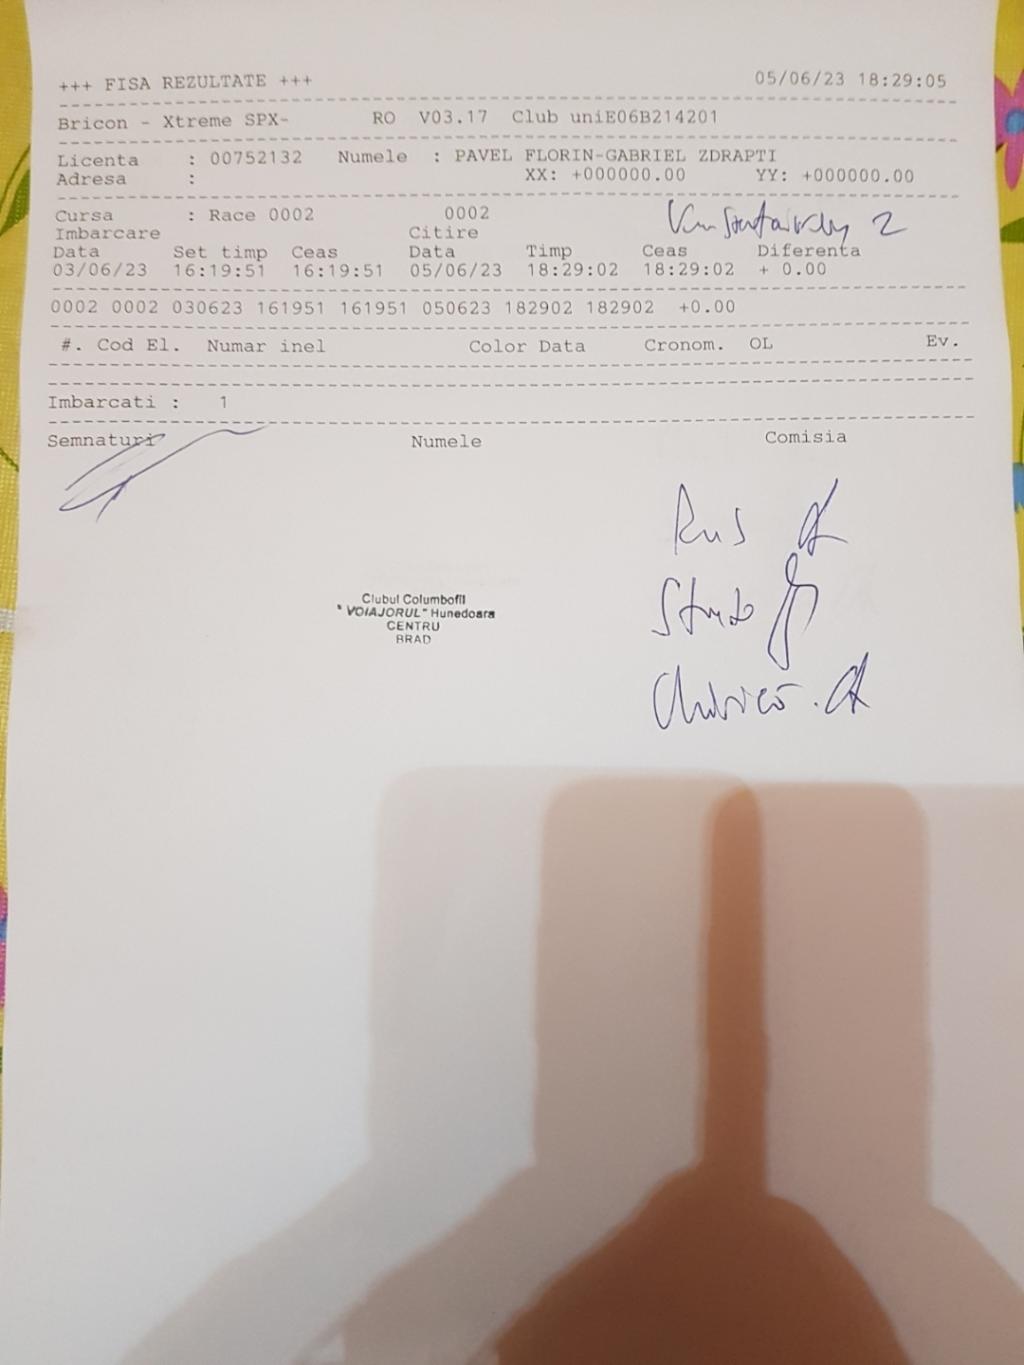 +++ FISA REZULTATE +++ 05/06/23 18:29:05
Bricon - Xtreme SPX- RO V03.17 Club uniE06B214201
Licenta : 00752132 Numele : PAVEL FLORIN-GABRIEL ZDRAPTI
Adresa : XX: +000000.00 YY: +000000.00
Cursa : Race 0002 0002
Imbarcare Citire
Data Set timp Ceas Data Timp Ceas Diferenta
03/06/23 16:19:51 16:19:51 05/06/23 18:29:02 18:29:02 + 0.00
0002 0002 030623 161951 161951 050623 182902 182902 +0.00
#. Cod El. Numar inel Color Data Cronom. OL Ev.
Imbarcati : 1
Semnaturi Numele Comisia
Rus
Clubul Columbofil
"VOIAJORUL" Hunedoara
CENTRU
BRAD